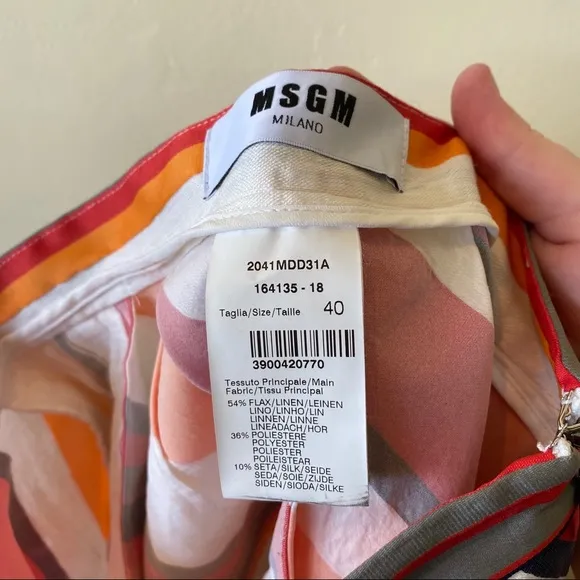 MSGM
MILANO
2041MDD31A
164135 - 18
Taglia/Size/Taille 40
3900420770
Tessuto Principale/Main
Fabric/Tissu Principal
54% FLAX/LINEN/LEINEN
LINO/LINHO/LIN
LINNEN/LINNE
LINEADACH/HOR
36% POLIESTERE
POLYESTER
POLIESTER
POILEISTEAR
10% SETA/SILK/SEIDE
SEDA/SOIE/ZIJDE
SIDEN/SIODA/SILKE